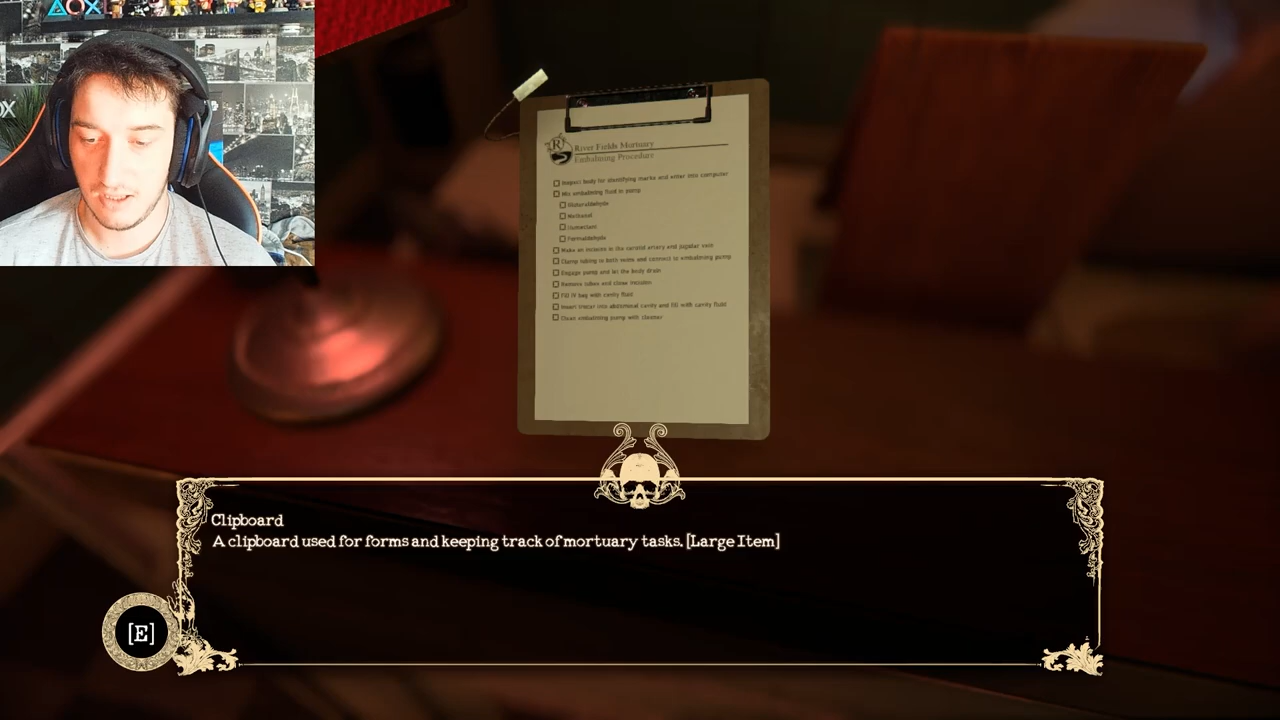 River Fields Mortuary
Embalming Procedure
Inspect body for identifying marks and enter into computer
Mix embalming fluid in pump
Glutaraldehyde
Methanol
Humectant
Formaldehyde
Make an incision in the carotid artery and jugular vein
Clamp tubing to both veins and connect to embalming pump
Engage pump and let the body drain
Remove tubes and close incision
Fill IV bag with cavity fluid
Insert trocar into abdominal cavity and fill with cavity fluid
Clean embalming pump with cleaner
Clipboard
A clipboard used for forms and keeping track of mortuary tasks. [Large Item]
[E]